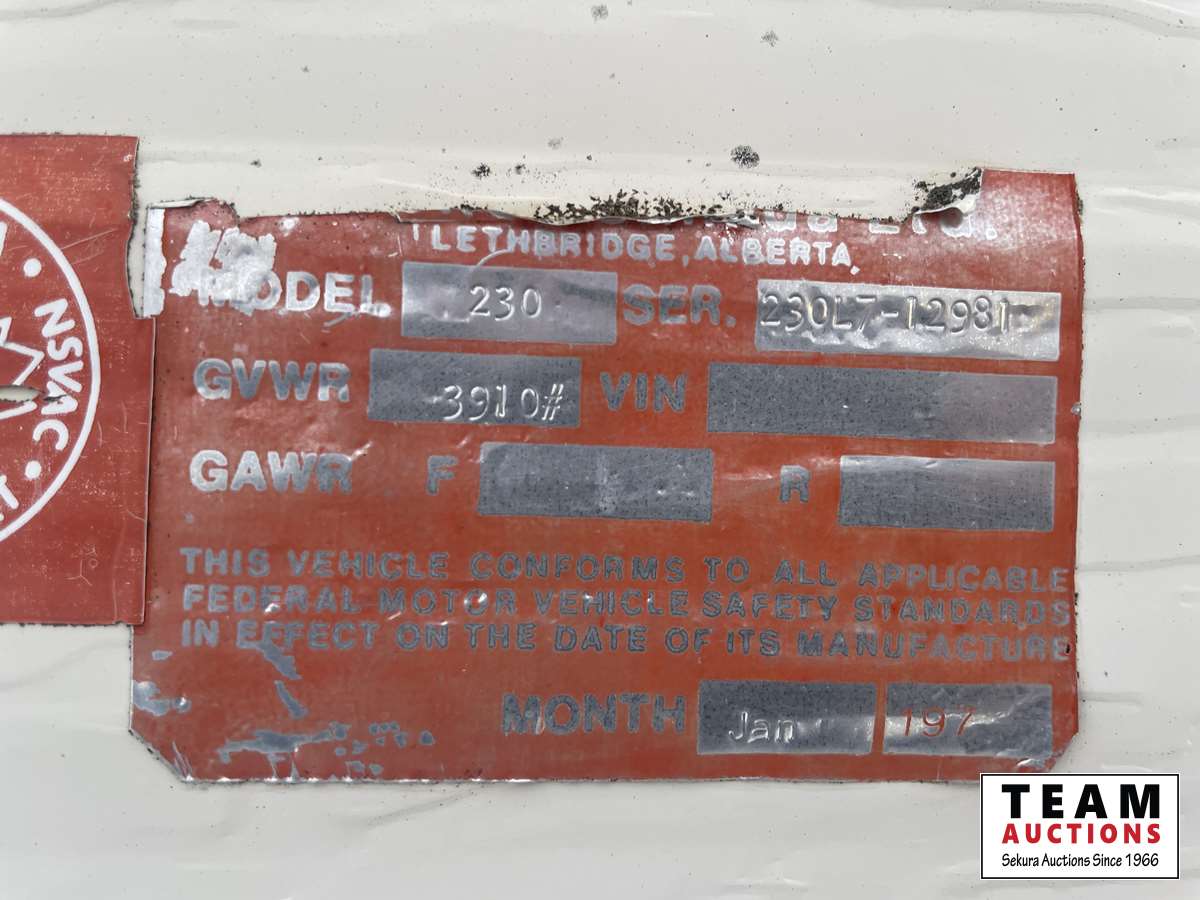 Ltd.
LETHBRIDGE, ALBERTA,
MODEL 230 SER. 230L7-12981
GVWR 3910# VIN
GAWR F R
THIS VEHICLE CONFORMS TO ALL APPLICABLE
FEDERAL MOTOR VEHICLE SAFETY STANDARDS
IN EFFECT ON THE DATE OF ITS MANUFACTURE
MONTH Jan 197
• NSVAC •
TEAM
AUCTIONS
Sekura Auctions Since 1966